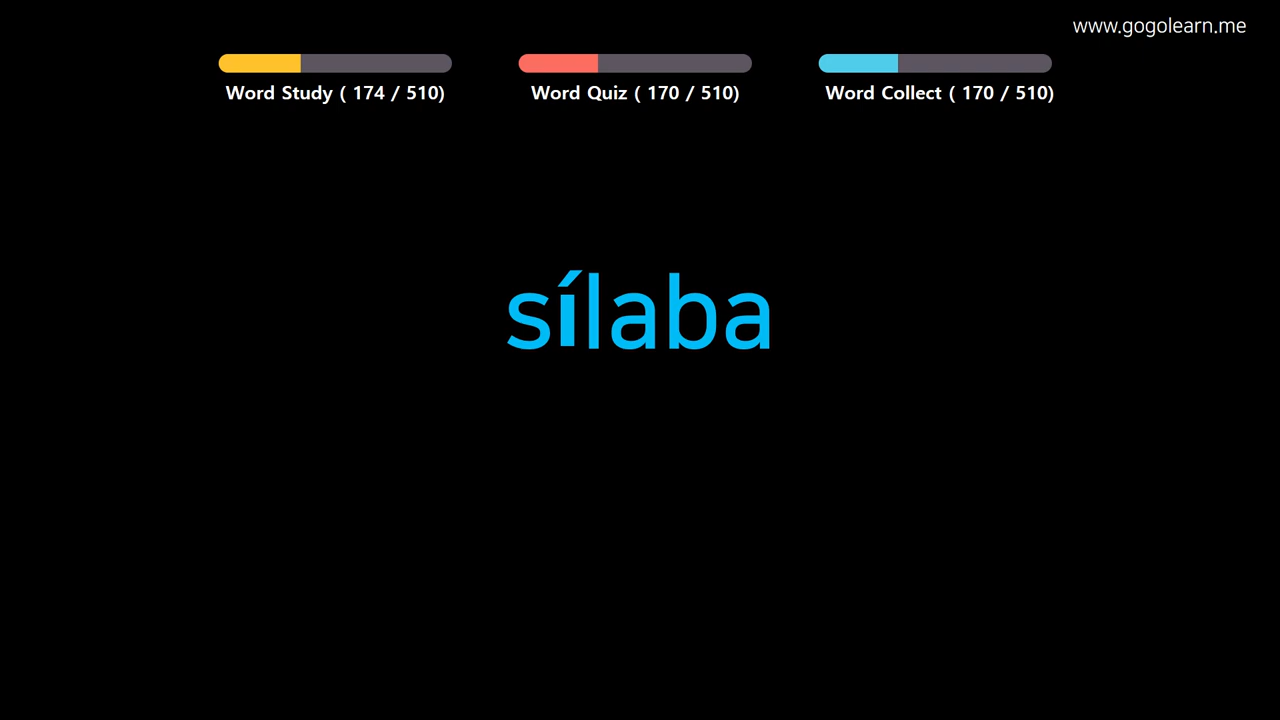 www.gogolearn.me
Word Study ( 174 / 510)
Word Quiz ( 170 / 510)
Word Collect ( 170 / 510)
sílaba